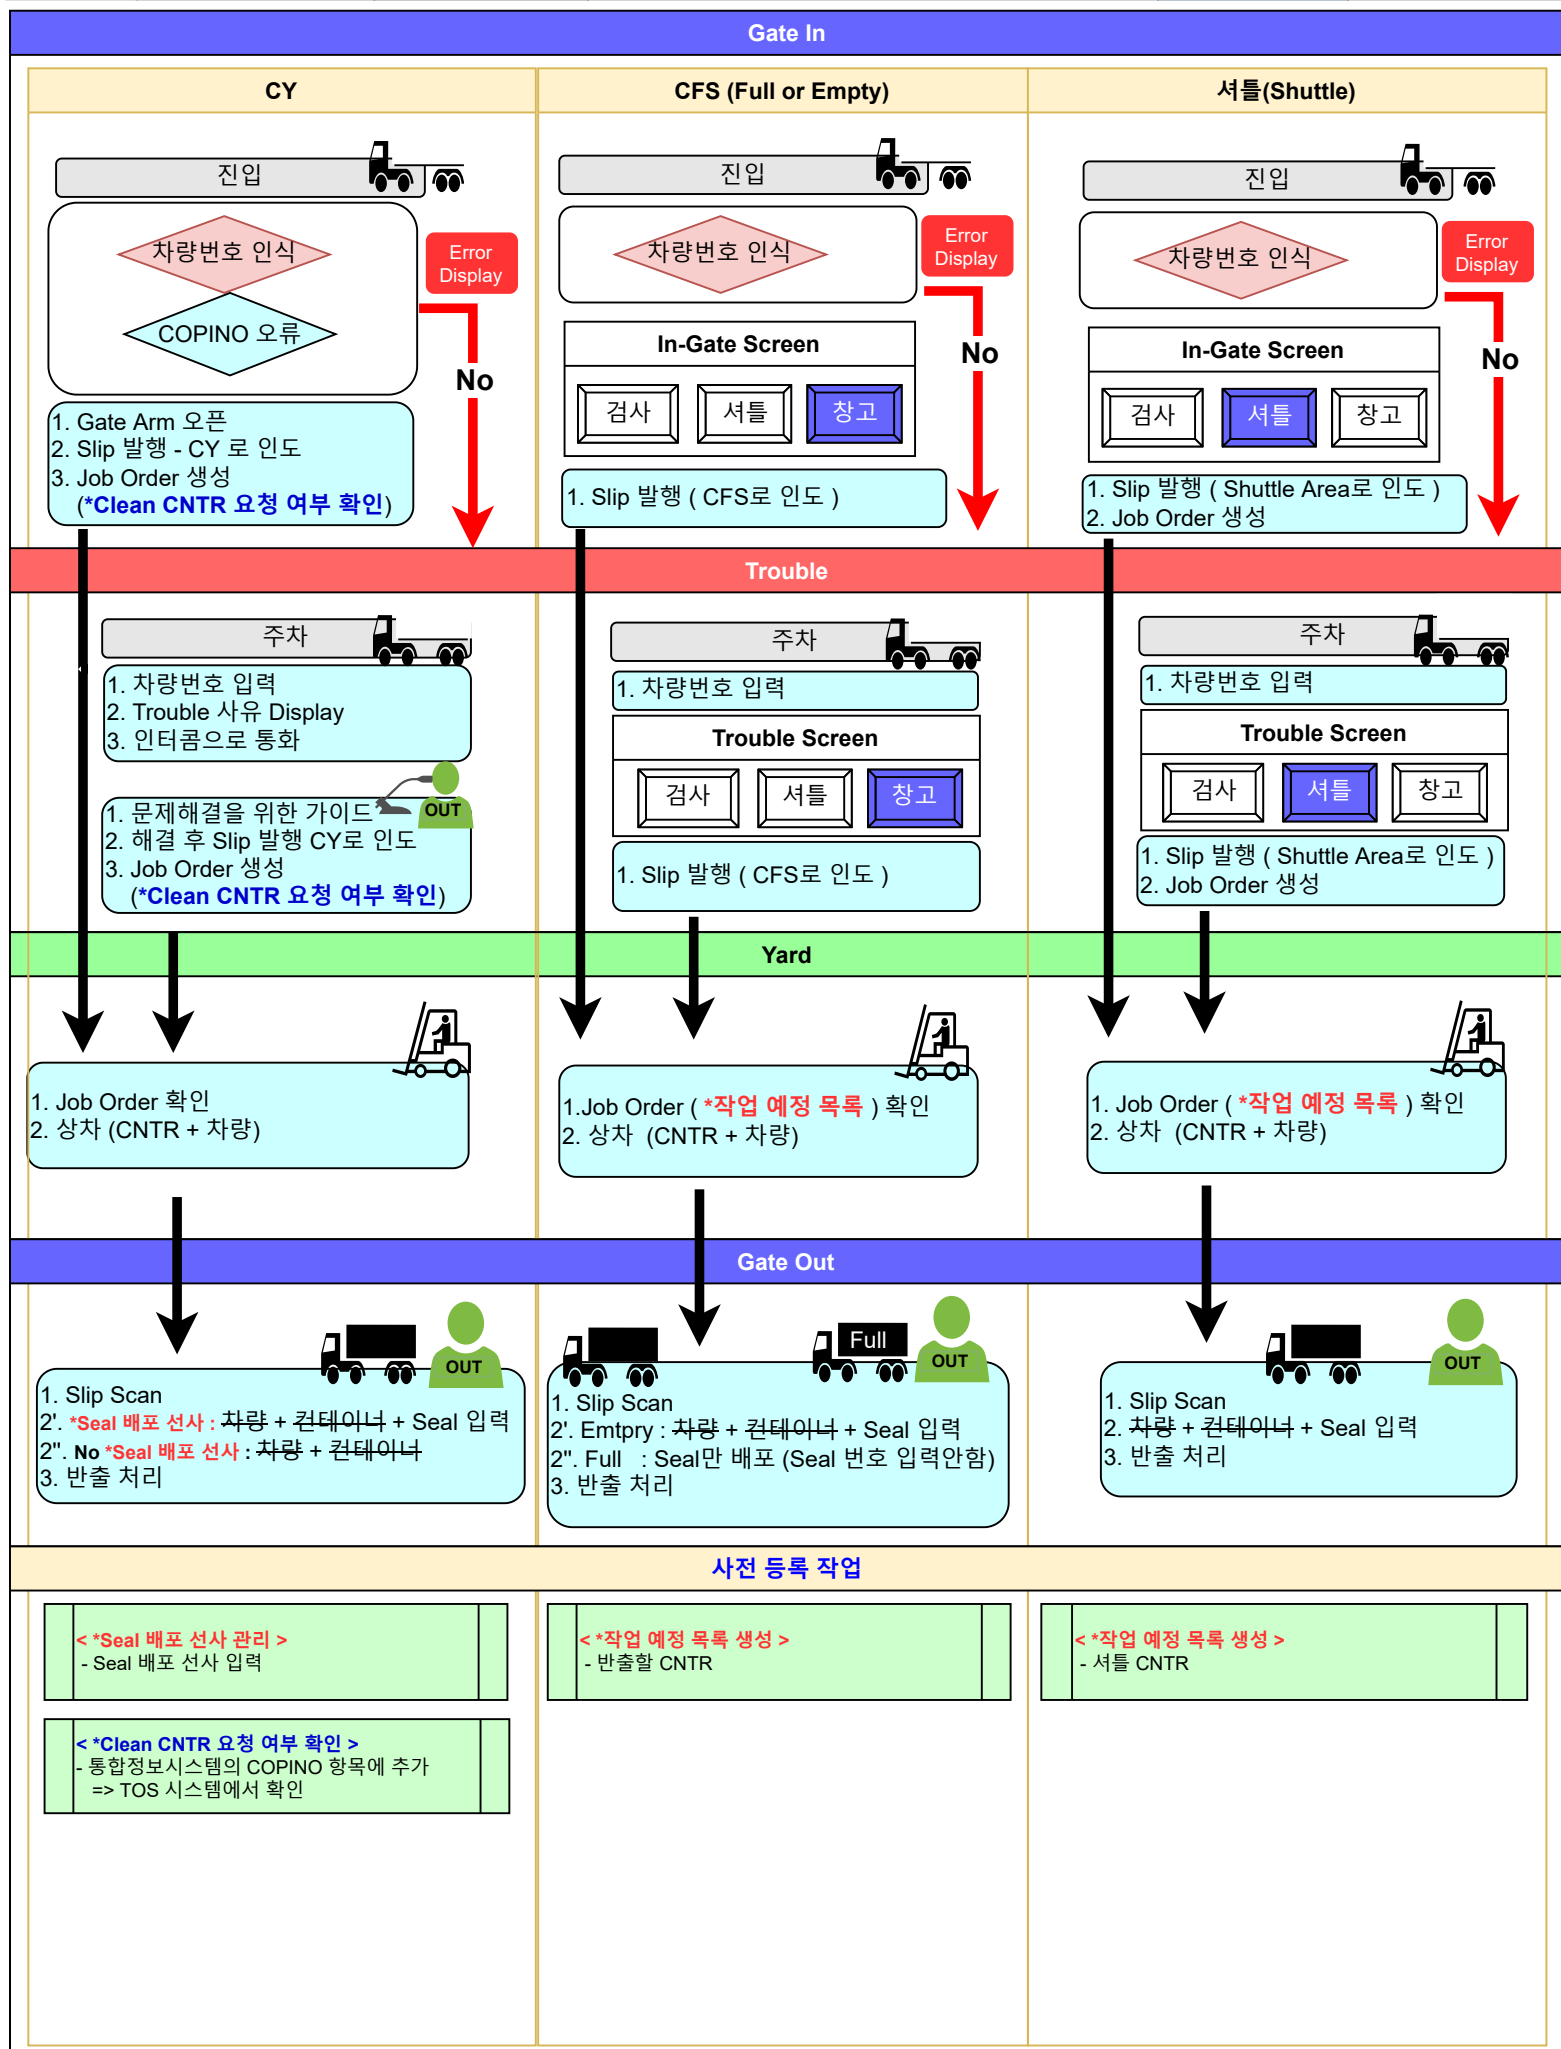 Gate In
CY
CFS (Full or Empty)
셔틀(Shuttle)
진입
차량번호 인식
COPINO 오류
Error
Display
No
1. Gate Arm 오픈
2. Slip 발행 - CY 로 인도
3. Job Order 생성
(*Clean CNTR 요청 여부 확인)
진입
차량번호 인식
Error
Display
No
In-Gate Screen
검사
셔틀
창고
1. Slip 발행 ( CFS로 인도 )
진입
차량번호 인식
Error
Display
No
In-Gate Screen
검사
셔틀
창고
1. Slip 발행 ( Shuttle Area로 인도 )
2. Job Order 생성
Trouble
주차
1. 차량번호 입력
2. Trouble 사유 Display
3. 인터콤으로 통화
OUT
1. 문제해결을 위한 가이드
2. 해결 후 Slip 발행 CY로 인도
3. Job Order 생성
(*Clean CNTR 요청 여부 확인)
주차
1. 차량번호 입력
Trouble Screen
검사
셔틀
창고
1. Slip 발행 ( CFS로 인도 )
주차
1. 차량번호 입력
Trouble Screen
검사
셔틀
창고
1. Slip 발행 ( Shuttle Area로 인도 )
2. Job Order 생성
Yard
1. Job Order 확인
2. 상차 (CNTR + 차량)
1.Job Order ( *작업 예정 목록 ) 확인
2. 상차 (CNTR + 차량)
1. Job Order ( *작업 예정 목록 ) 확인
2. 상차 (CNTR + 차량)
Gate Out
OUT
1. Slip Scan
2'. *Seal 배포 선사 : 차량 + 컨테이너 + Seal 입력
2". No *Seal 배포 선사 : 차량 + 컨테이너
3. 반출 처리
Full
OUT
1. Slip Scan
2'. Emtpry : 차량 + 컨테이너 + Seal 입력
2". Full : Seal만 배포 (Seal 번호 입력안함)
3. 반출 처리
OUT
1. Slip Scan
2. 차량 + 컨테이너 + Seal 입력
3. 반출 처리
사전 등록 작업
< *Seal 배포 선사 관리 >
- Seal 배포 선사 입력
< *작업 예정 목록 생성 >
- 반출할 CNTR
< *작업 예정 목록 생성 >
- 셔틀 CNTR
< *Clean CNTR 요청 여부 확인 >
- 통합정보시스템의 COPINO 항목에 추가
=> TOS 시스템에서 확인